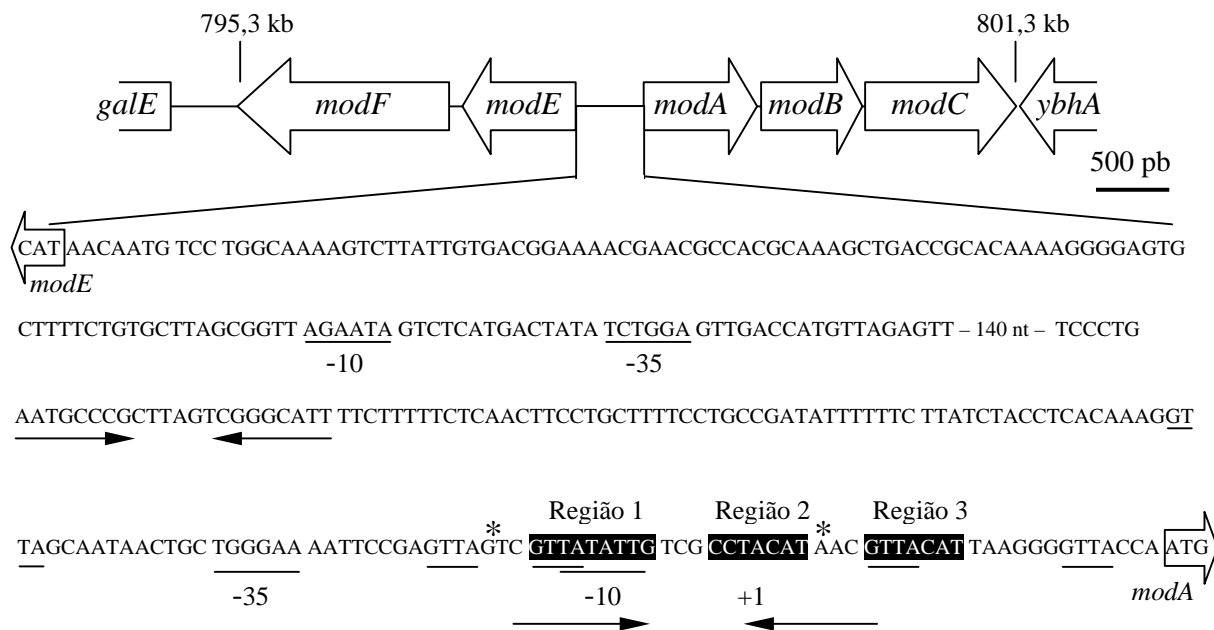 795,3 kb 801,3 kb
galE modF modE modA modB modC ybhA
500 pb
CAT AACAATG TCC TGGCAAAAGTCTTATTGTGACGGAAAACGAACGCCACGCAAAGCTGACCGCACAAAAGGGGAGTG
modE
CTTTTCTGTGCTTAGCGGTT AGAATA GTCTCATGACTATA TCTGGA GTTGACCATGTTAGAGTT – 140 nt – TCCCTG
-10 -35
AATGCCCGCTTAGTCGGGCATT TTCTTTTTCTCAACTTCCTGCTTTTCCTGCCGATATTTTTTC TTATCTACCTCACAAAGGT
Região 1 Região 2 * Região 3
*
TAGCAATAACTGC TGGGAA AATTCCGAGTTAGTC GTTATATTG TCG CCTACAT AAC GTTACAT TAAGGGGTTACCA ATG
-35 -10 +1 modA